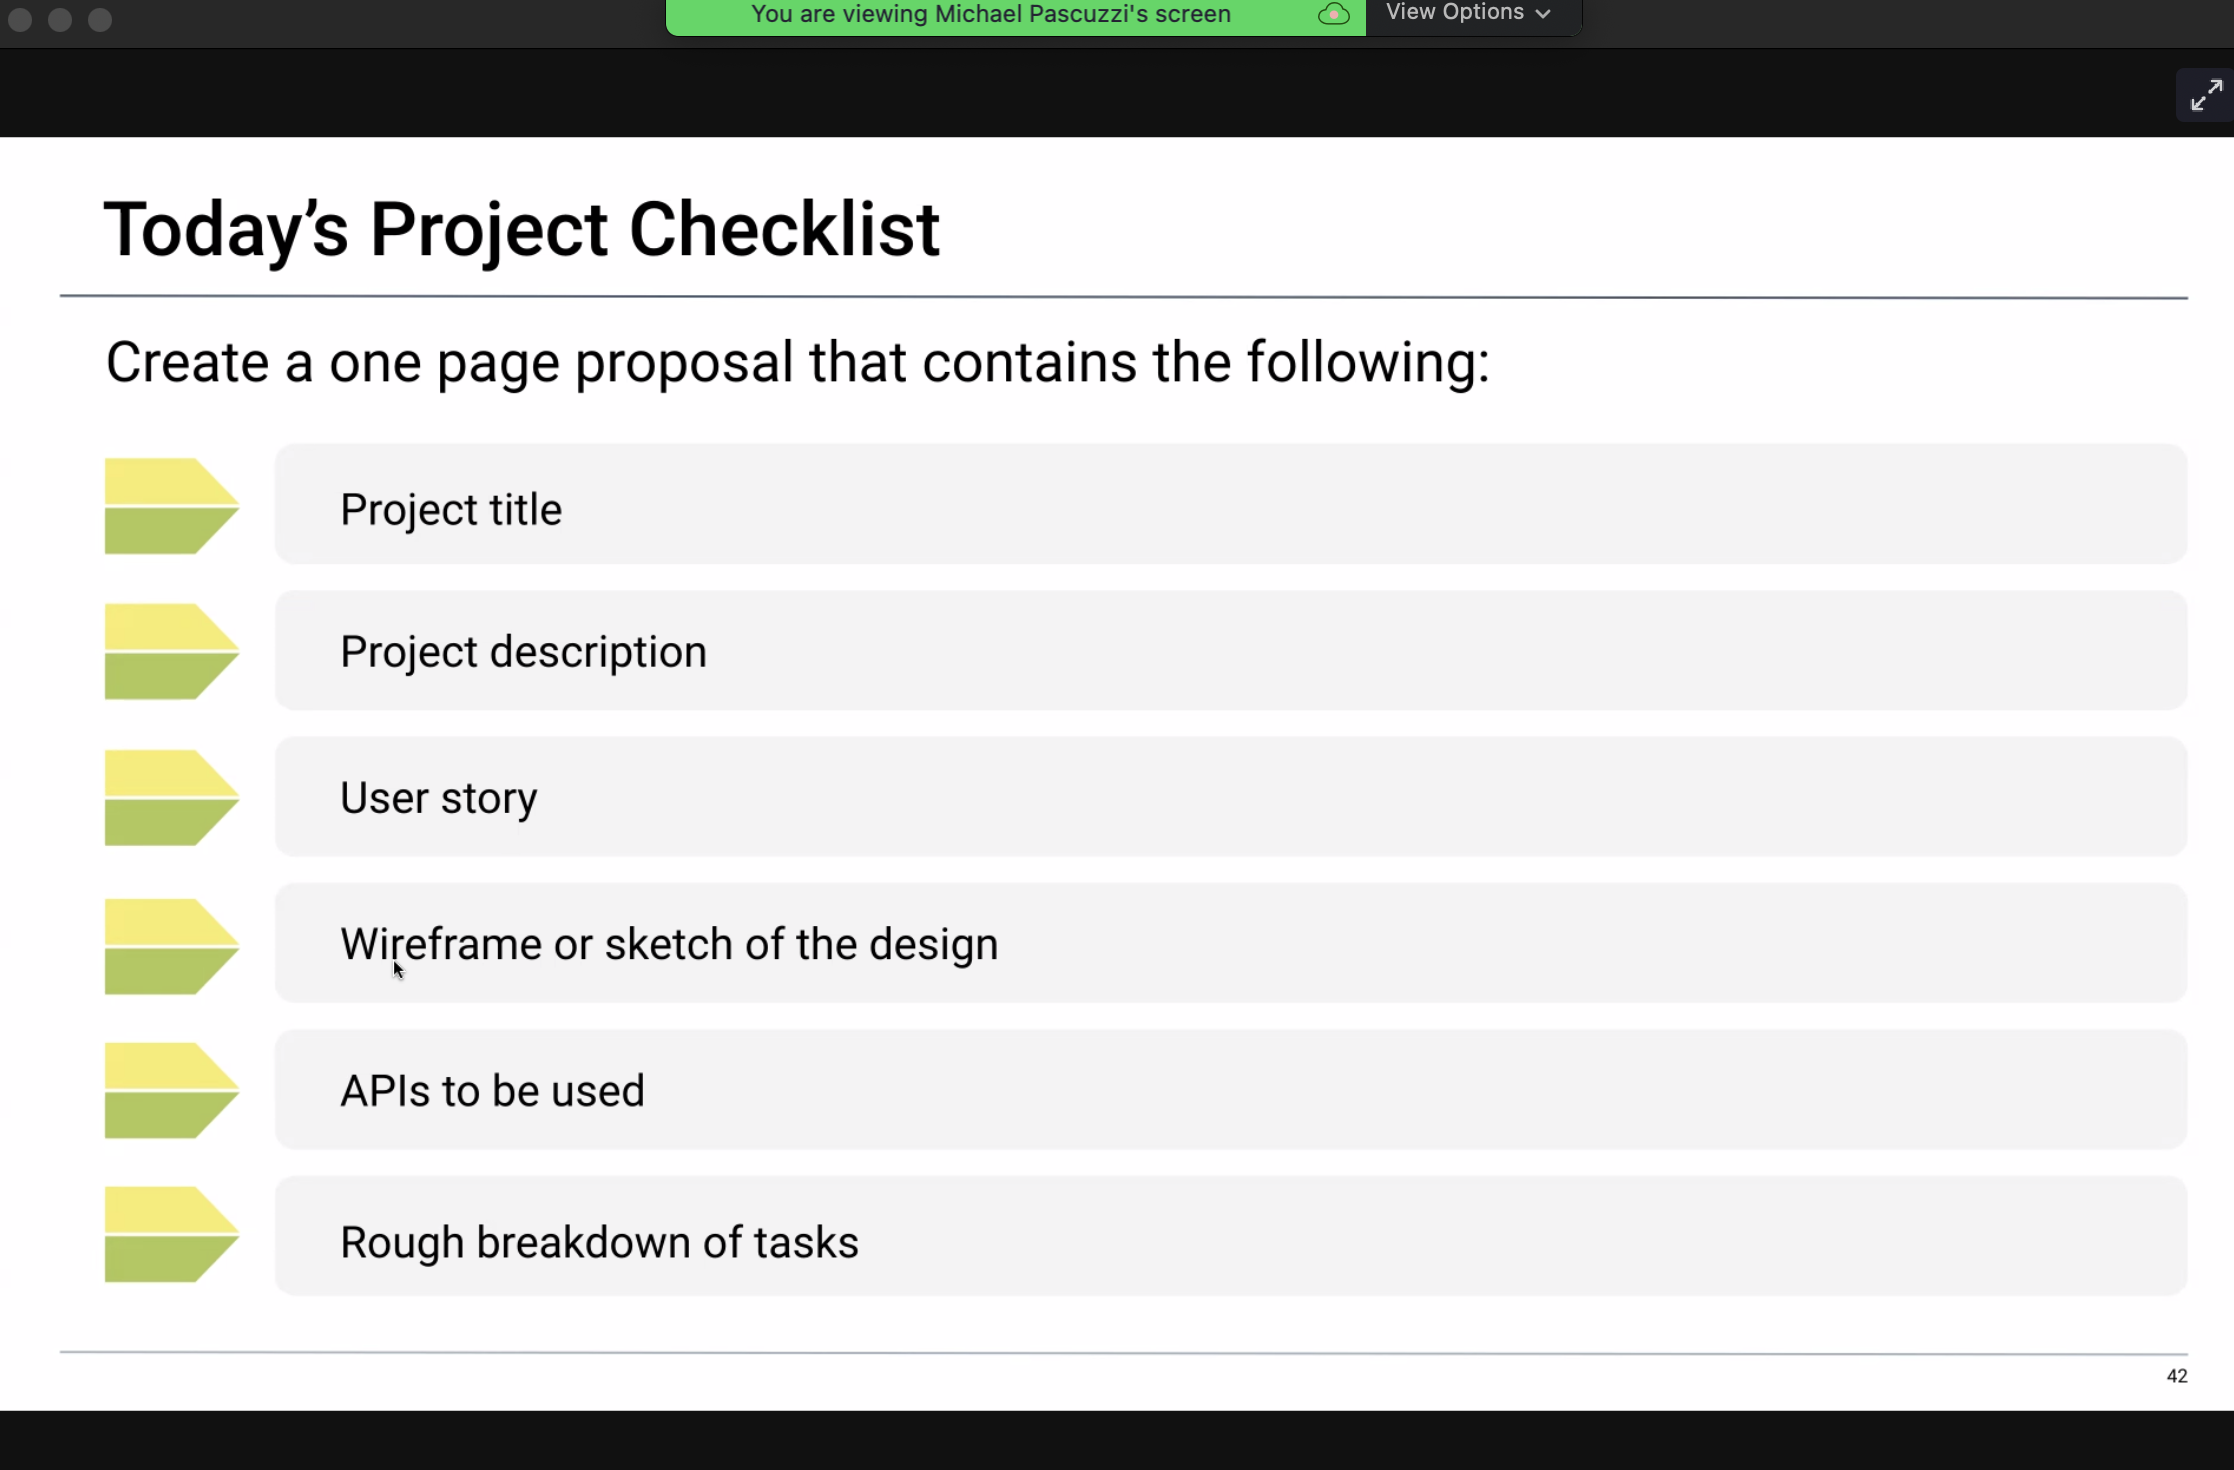 You are viewing Michael Pascuzzi's screen
View Options
Today's Project Checklist
Create a one page proposal that contains the following:
Project title
Project description
User story
Wireframe or sketch of the design
APIs to be used
Rough breakdown of tasks
42